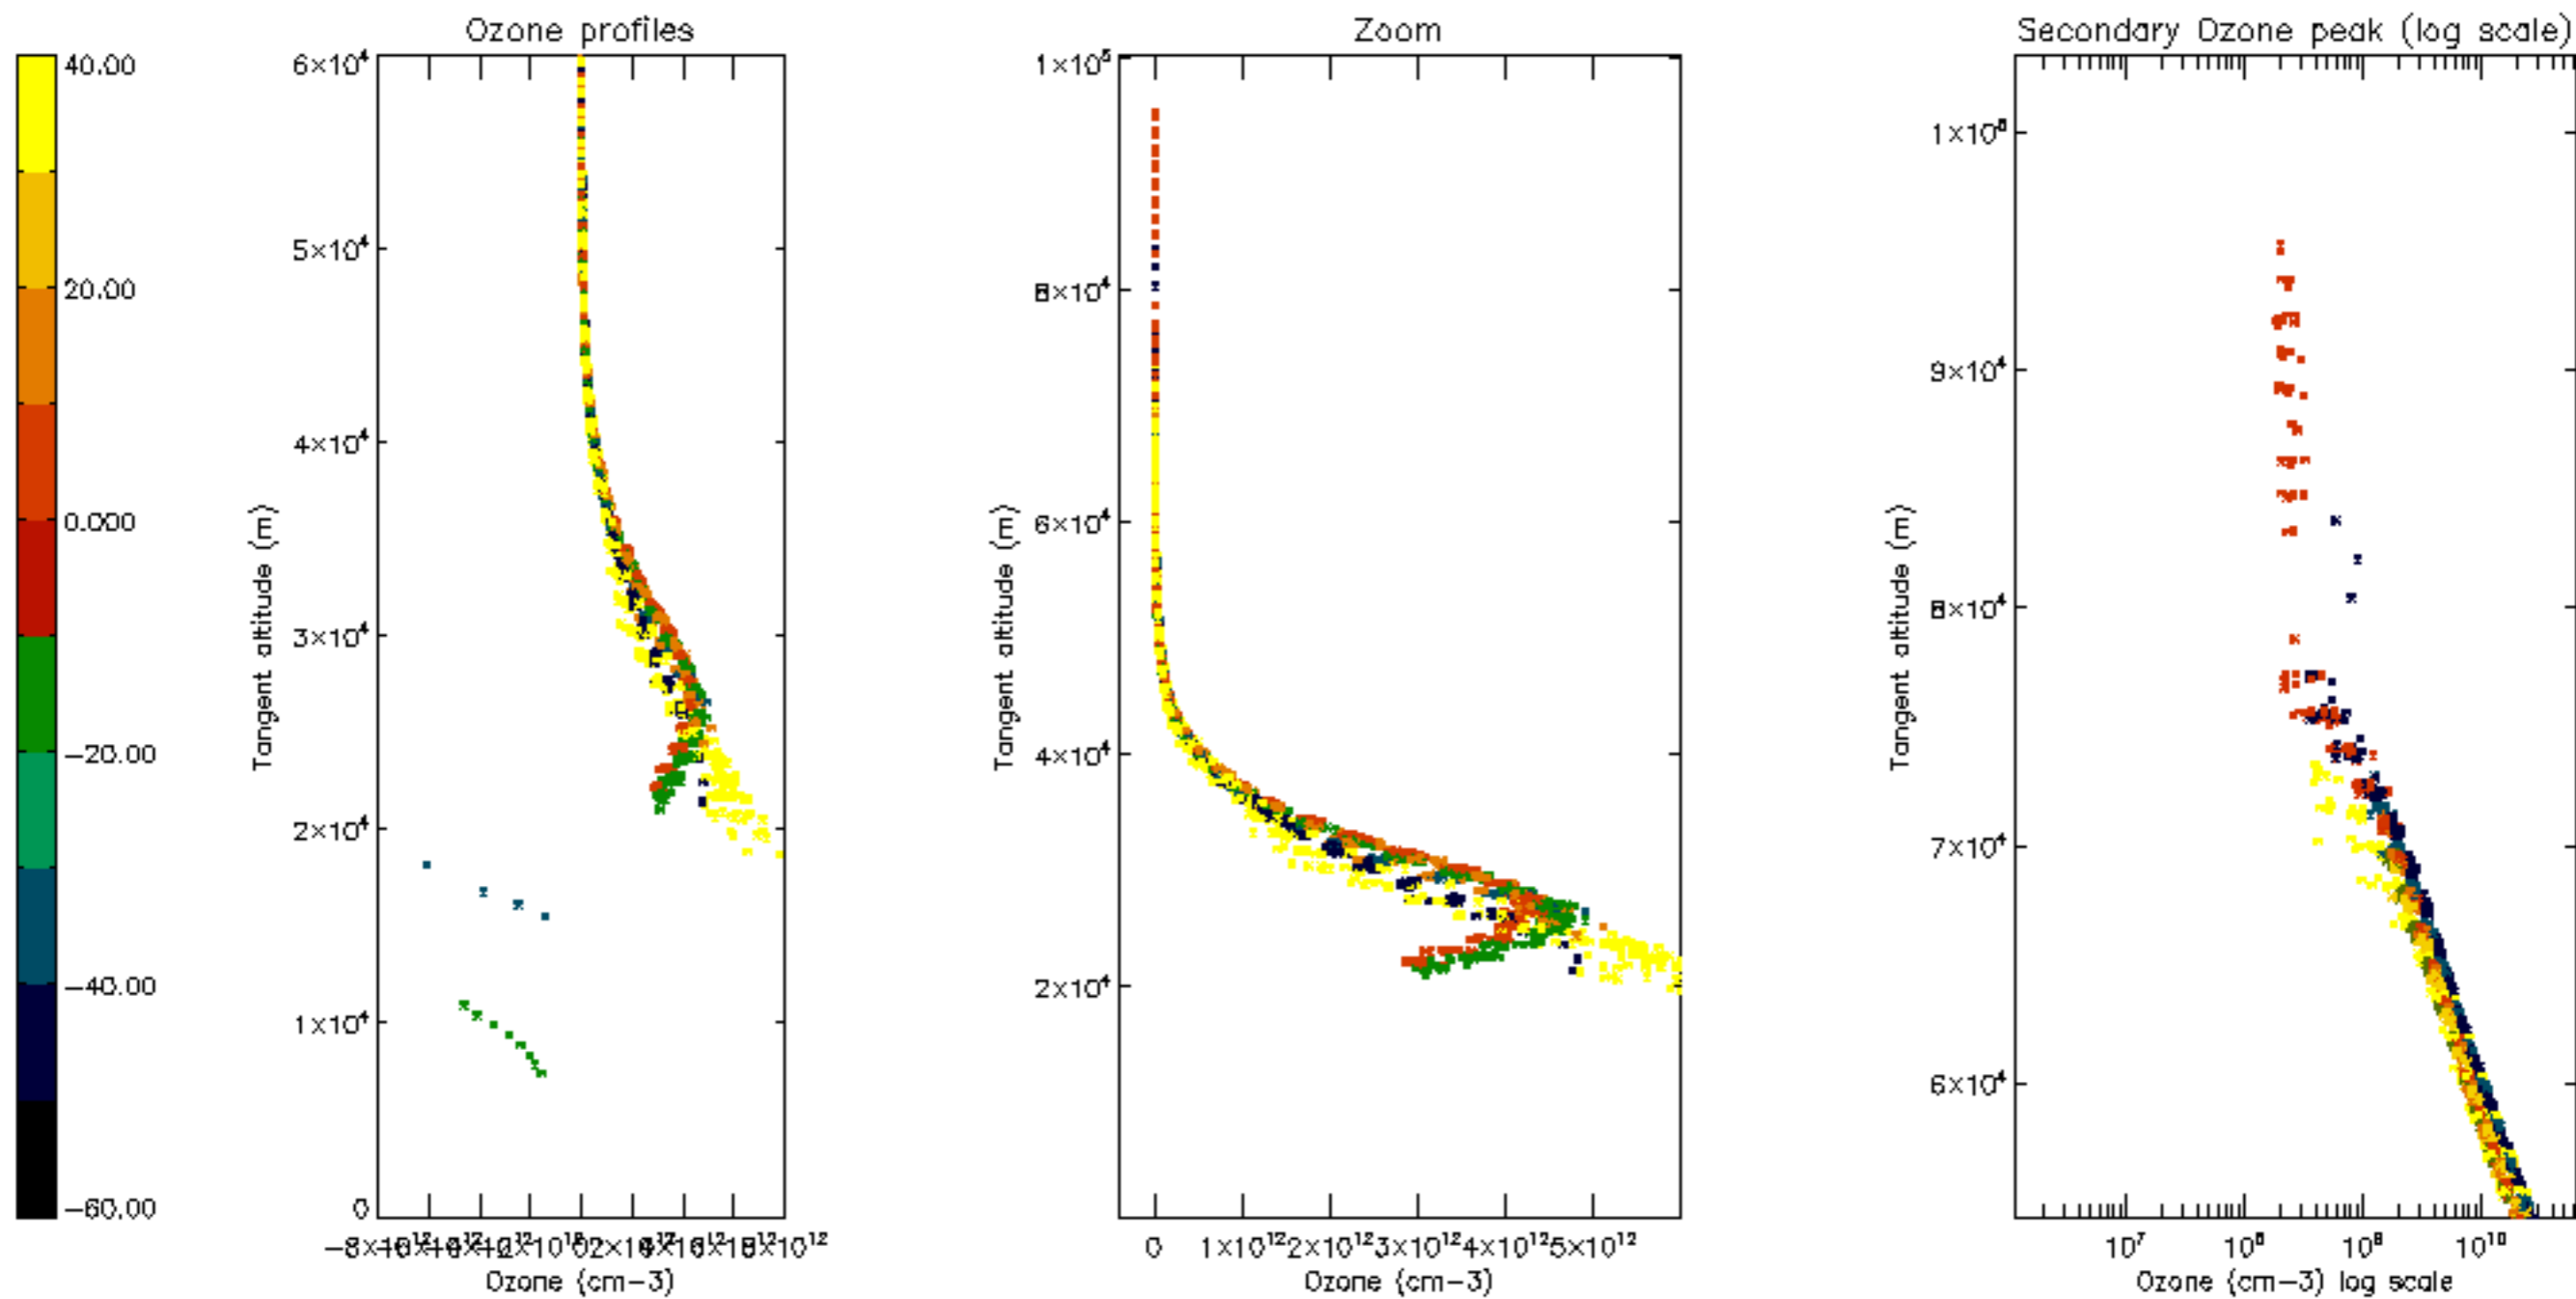 Ozone profiles
Zoom
Secondary Ozone peak (log scale)
40.00
20.00
0.000
−20.00
−40.00
−60.00
6×10⁴
5×10⁴
4×10⁴
3×10⁴
2×10⁴
1×10⁴
0
Tangent altitude (m)
Ozone (cm−3)
1×10⁵
8×10⁴
6×10⁴
4×10⁴
2×10⁴
Tangent altitude (m)
0 1×10¹² 2×10¹² 3×10¹² 4×10¹² 5×10¹²
Ozone (cm−3)
1×10⁵
9×10⁴
8×10⁴
7×10⁴
6×10⁴
Tangent altitude (m)
10⁷ 10⁸ 10⁹ 10¹⁰
Ozone (cm−3) log scale